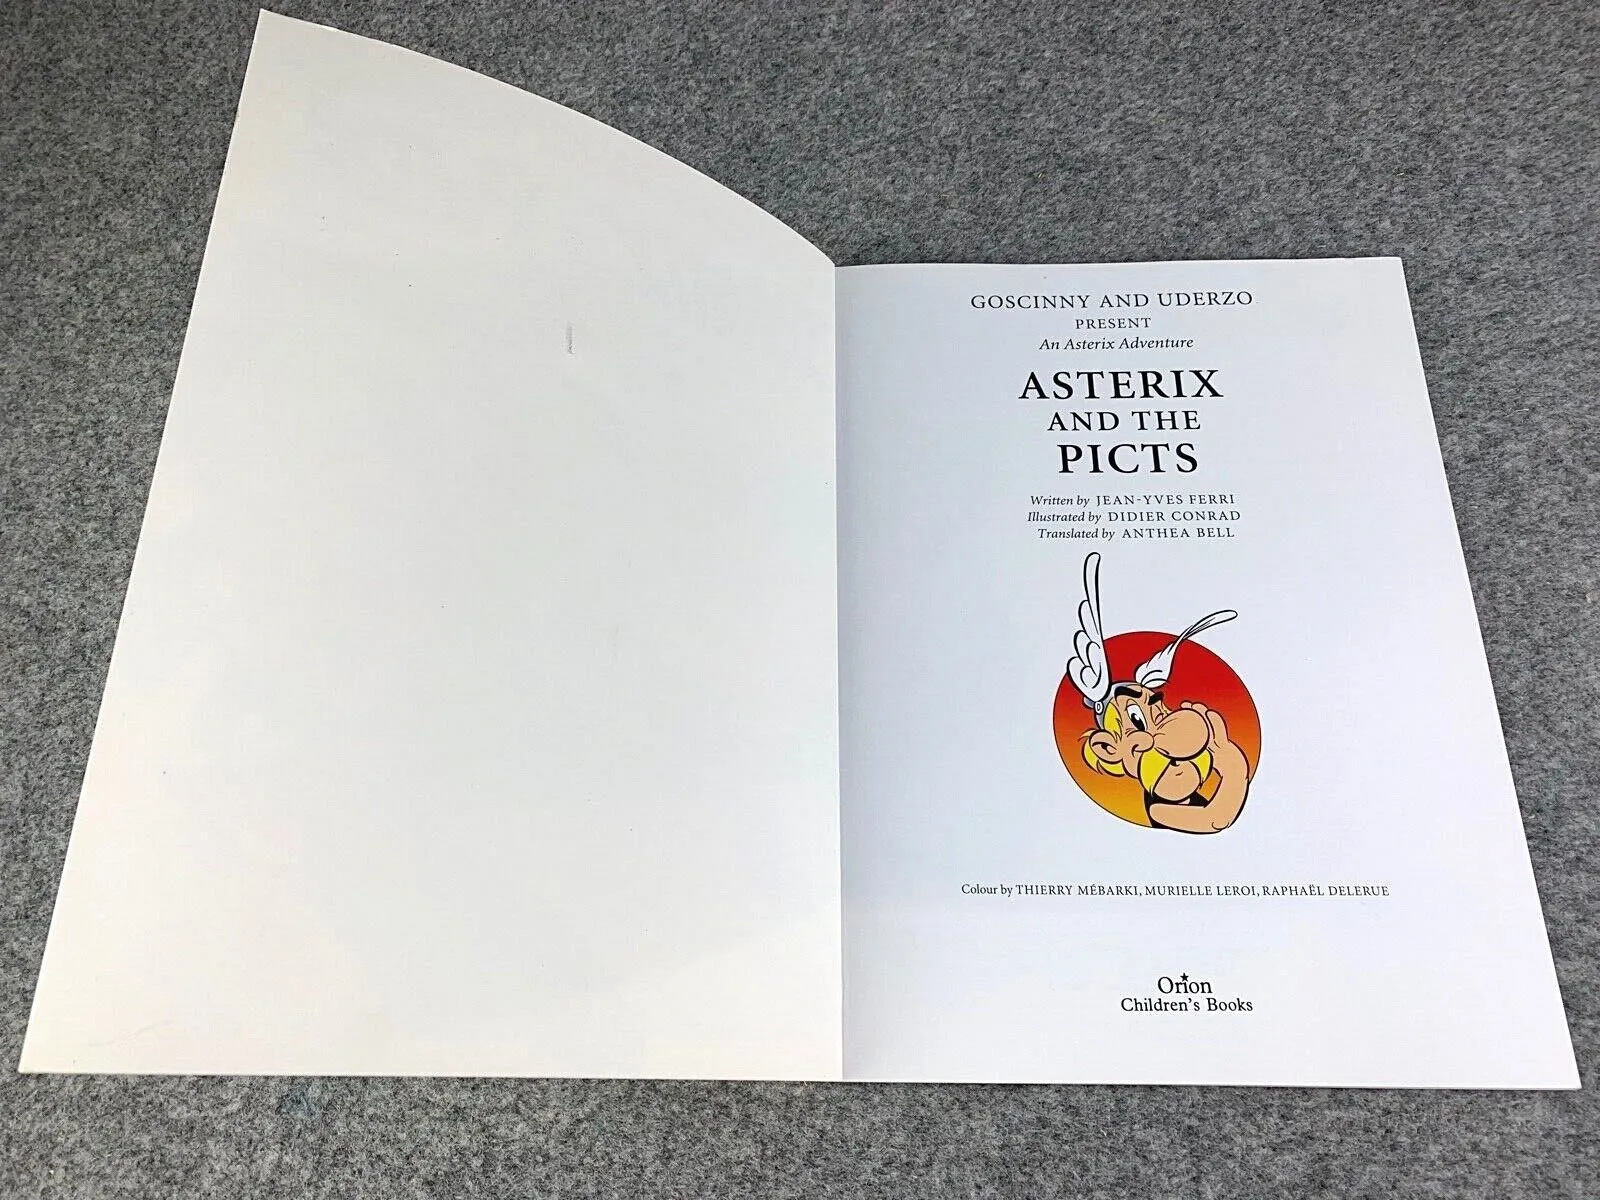 GOSCINNY AND UDERZO
PRESENT
An Asterix Adventure
ASTERIX
AND THE
PICTS
Written by JEAN-YVES FERRI
Illustrated by DIDIER CONRAD
Translated by ANTHEA BELL
Colour by THIERRY MÉBARKI, MURIELLE LEROI, RAPHAËL DELERUE
Orion
Children's Books